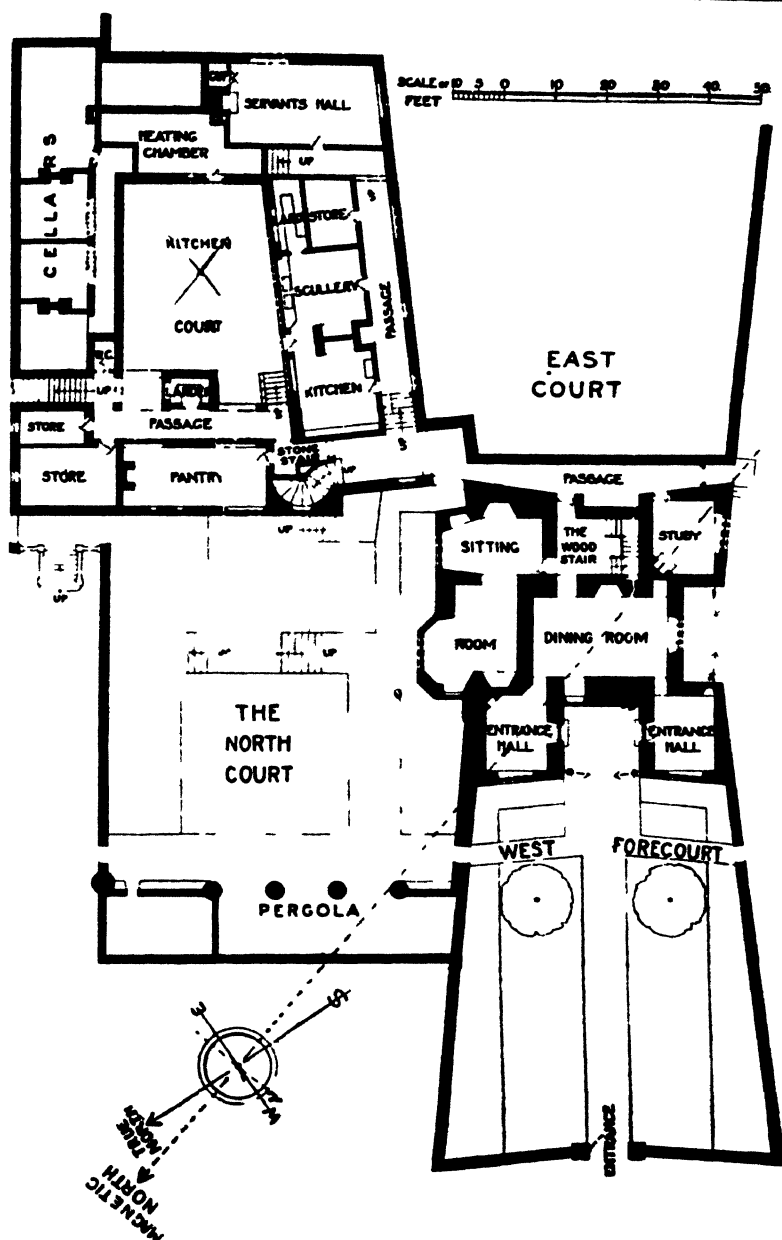 SCALE OF FEET
10 5 0 10. 20. 30. 40. 50.
CUP
SERVANTS HALL
HEATING
CHAMBER
UP
CELLARS
KITCHEN
COURT
STORE
SCULLERY
KITCHEN
PASSAGE
EAST
COURT
W.C.
UP
STORE
PASSAGE
STONE
STAIR
UP
STORE
PANTRY
UP
UP
PASSAGE
SITTING
ROOM
THE
WOOD
STAIR
STUDY
DINING ROOM
UP
THE
NORTH
COURT
ENTRANCE
HALL
ENTRANCE
HALL
WEST FORECOURT
PERGOLA
ENTRANCE
S
E
W
TRUE
NORTH
MAGNETIC
NORTH